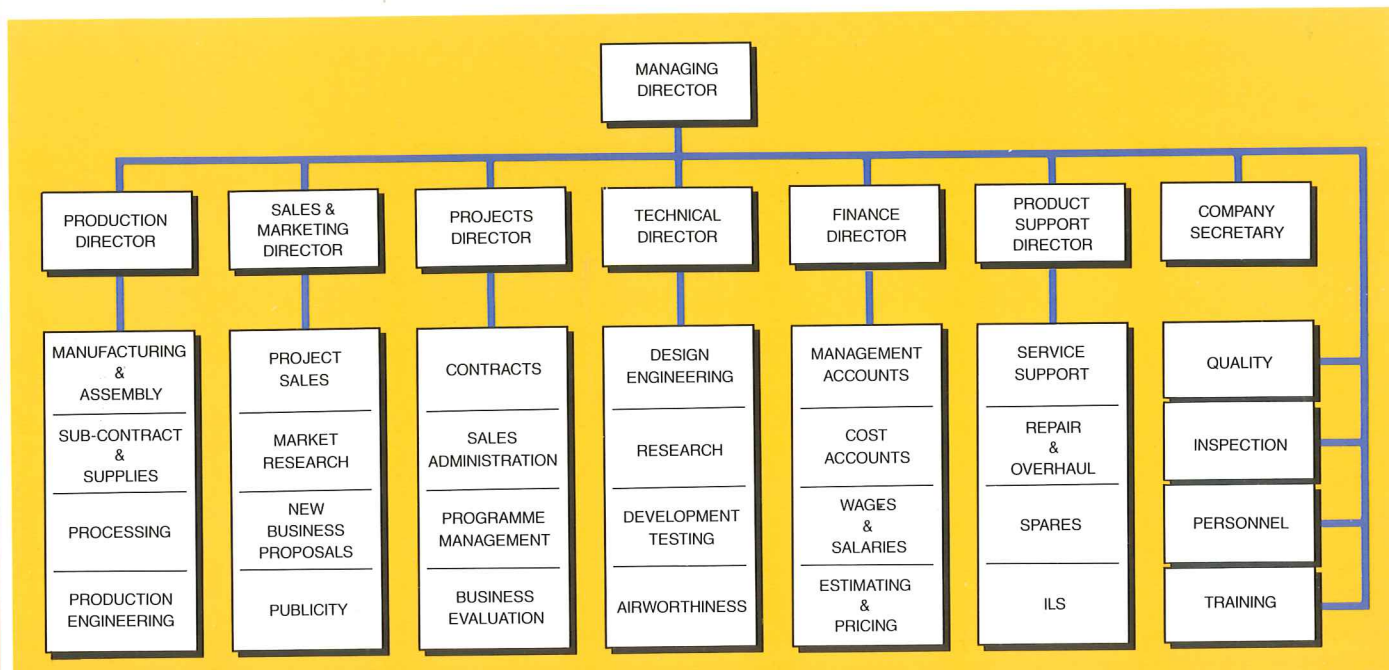 MANAGING
DIRECTOR
PRODUCTION
DIRECTOR
SALES &
MARKETING
DIRECTOR
PROJECTS
DIRECTOR
TECHNICAL
DIRECTOR
FINANCE
DIRECTOR
PRODUCT
SUPPORT
DIRECTOR
COMPANY
SECRETARY
MANUFACTURING
&
ASSEMBLY
SUB-CONTRACT
&
SUPPLIES
PROCESSING
PRODUCTION
ENGINEERING
PROJECT
SALES
MARKET
RESEARCH
NEW
BUSINESS
PROPOSALS
PUBLICITY
CONTRACTS
SALES
ADMINISTRATION
PROGRAMME
MANAGEMENT
BUSINESS
EVALUATION
DESIGN
ENGINEERING
RESEARCH
DEVELOPMENT
TESTING
AIRWORTHINESS
MANAGEMENT
ACCOUNTS
COST
ACCOUNTS
WAGES
&
SALARIES
ESTIMATING
&
PRICING
SERVICE
SUPPORT
REPAIR
&
OVERHAUL
SPARES
ILS
QUALITY
INSPECTION
PERSONNEL
TRAINING